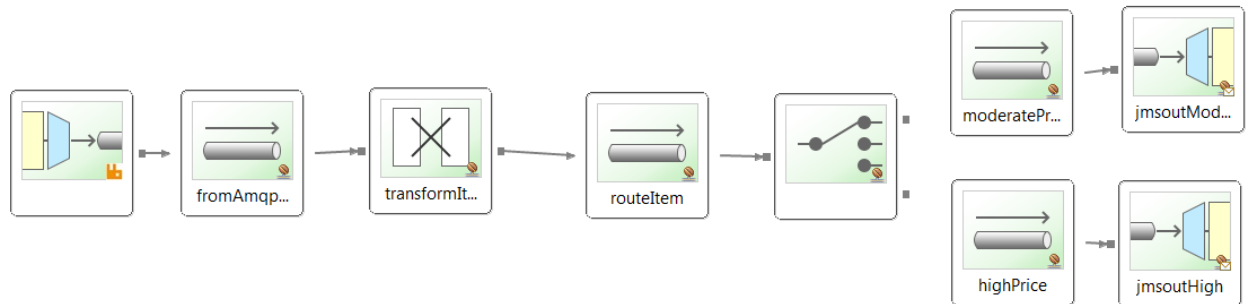 fromAmqp...
transformIt...
routeItem
moderatePr...
jmsoutMod...
highPrice
jmsoutHigh